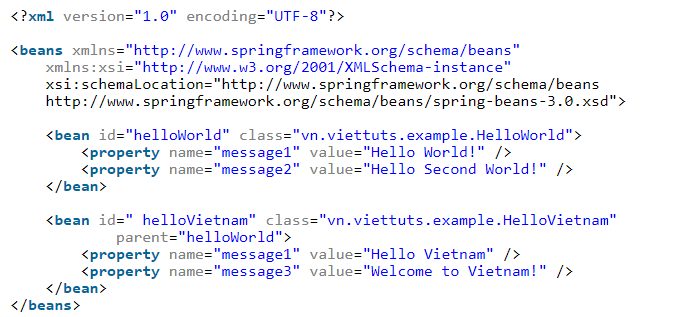 <?xml version="1.0" encoding="UTF-8"?>
<beans xmlns="http://www.springframework.org/schema/beans"
xmlns:xsi="http://www.w3.org/2001/XMLSchema-instance"
xsi:schemaLocation="http://www.springframework.org/schema/beans
http://www.springframework.org/schema/beans/spring-beans-3.0.xsd">
<bean id="helloWorld" class="vn.viettuts.example.HelloWorld">
<property name="message1" value="Hello World!" />
<property name="message2" value="Hello Second World!" />
</bean>
<bean id=" helloVietnam" class="vn.viettuts.example.HelloVietnam"
parent="helloWorld">
<property name="message1" value="Hello Vietnam" />
<property name="message3" value="Welcome to Vietnam!" />
</bean>
</beans>